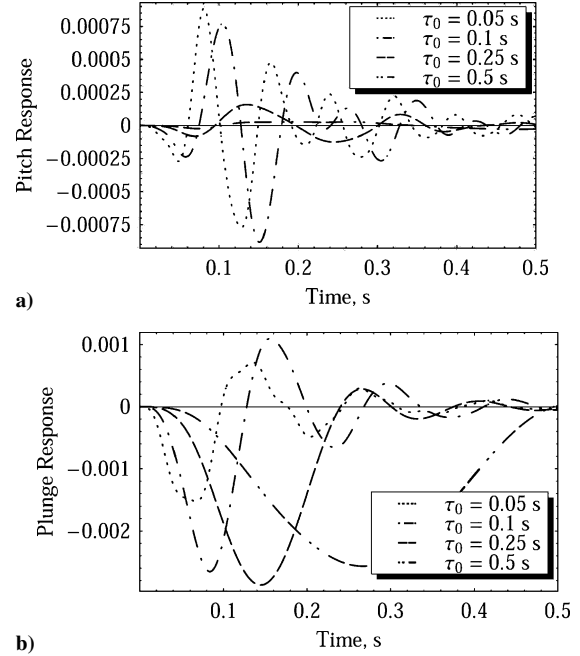 0.00075
0.0005
0.00025
0
−0.00025
−0.0005
−0.00075
Pitch Response
τ0 = 0.05 s
τ0 = 0.1 s
τ0 = 0.25 s
τ0 = 0.5 s
0.1 0.2 0.3 0.4 0.5
Time, s
a)
0.001
0
−0.001
−0.002
Plunge Response
τ0 = 0.05 s
τ0 = 0.1 s
τ0 = 0.25 s
τ0 = 0.5 s
0.1 0.2 0.3 0.4 0.5
Time, s
b)